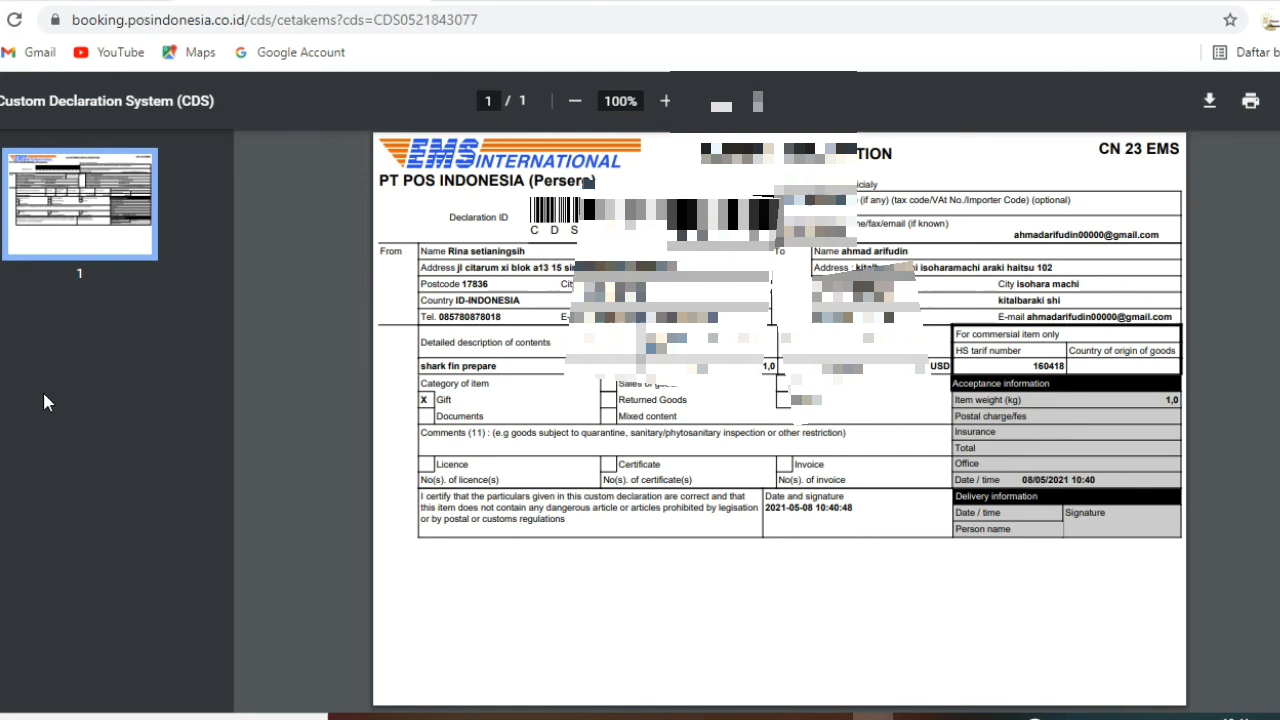 booking.posindonesia.co.id/cds/cetakems?cds=CDS0521843077
Gmail YouTube Maps Google Account Daftar b
Custom Declaration System (CDS) 1 / 1 100%
1
EMS INTERNATIONAL
TION CN 23 EMS
PT POS INDONESIA (Persero)
icialy
(if any) (tax code/VAt No./Importer Code) (optional)
Declaration ID
C D S
ne/fax/email (if known)
ahmadarifudin00000@gmail.com
From Name Rina setianingsih To Name ahmad arifudin
Address jl citarum xi blok a13 15 Address : isoharamachi araki haitsu 102
Postcode 17836 City isohara machi
Country ID-INDONESIA kitalbaraki shi
Tel. 085780878018 E- E-mail ahmadarifudin00000@gmail.com
Detailed description of contents For commersial item only
HS tarif number Country of origin of goods
shark fin prepare 1,0 USD 160418
Category of item Sales of Acceptance information
X Gift Returned Goods Item weight (kg) 1,0
Documents Mixed content Postal charge/fes
Comments (11) : (e.g goods subject to quarantine, sanitary/phytosanitary inspection or other restriction) Insurance
Total
Licence Certificate Invoice Office
No(s). of licence(s) No(s). of certificate(s) No(s). of invoice Date / time 08/05/2021 10:40
I certify that the particulars given in this custom declaration are correct and that
this item does not contain any dangerous article or articles prohibited by legisation
or by postal or customs regulations
Date and signature
2021-05-08 10:40:48
Delivery information
Date / time Signature
Person name